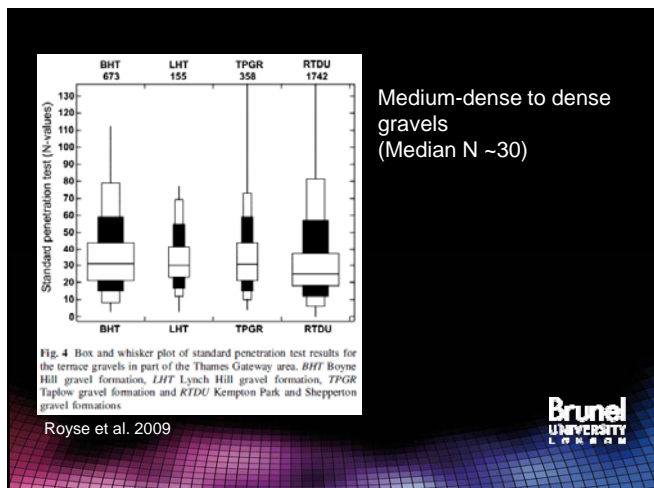 BHT LHT TPGR RTDU
673 155 358 1742
Standard penetration test (N-values)
130
120
110
100
90
80
70
60
50
40
30
20
10
0
BHT LHT TPGR RTDU
Fig. 4 Box and whisker plot of standard penetration test results for
the terrace gravels in part of the Thames Gateway area. BHT Boyne
Hill gravel formation, LHT Lynch Hill gravel formation, TPGR
Taplow gravel formation and RTDU Kempton Park and Shepperton
gravel formations
Royse et al. 2009
Medium-dense to dense
gravels
(Median N ~30)
Brunel
UNIVERSITY
LONDON